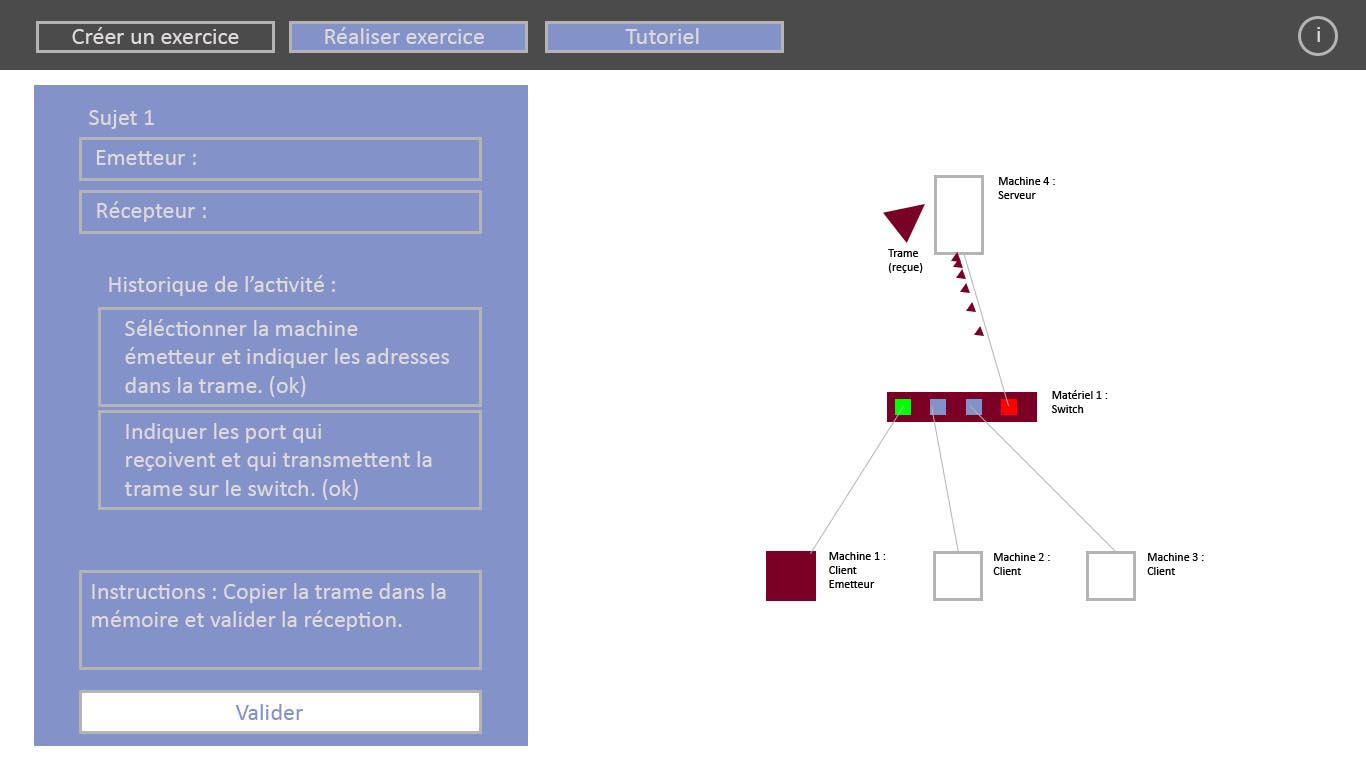 Créer un exercice
Réaliser exercice
Tutoriel
i
Sujet 1
Emetteur :
Récepteur :
Historique de l'activité :
Séléctionner la machine
émetteur et indiquer les adresses
dans la trame. (ok)
Indiquer les port qui
reçoivent et qui transmettent la
trame sur le switch. (ok)
Instructions : Copier la trame dans la
mémoire et valider la réception.
Valider
Machine 4 :
Serveur
Trame
(reçue)
Matériel 1 :
Switch
Machine 1 :
Client
Emetteur
Machine 2 :
Client
Machine 3 :
Client